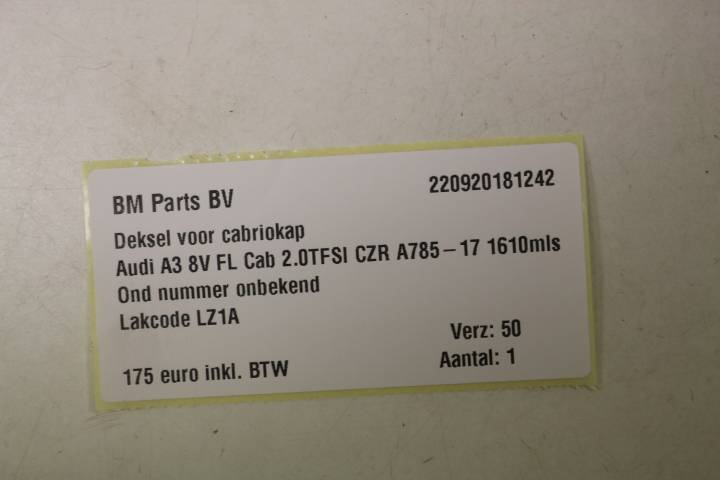 BM Parts BV 220920181242
Deksel voor cabriokap
Audi A3 8V FL Cab 2.0TFSI CZR A785-17 1610mls
Ond nummer onbekend
Lakcode LZ1A
Verz: 50
175 euro inkl. BTW Aantal: 1